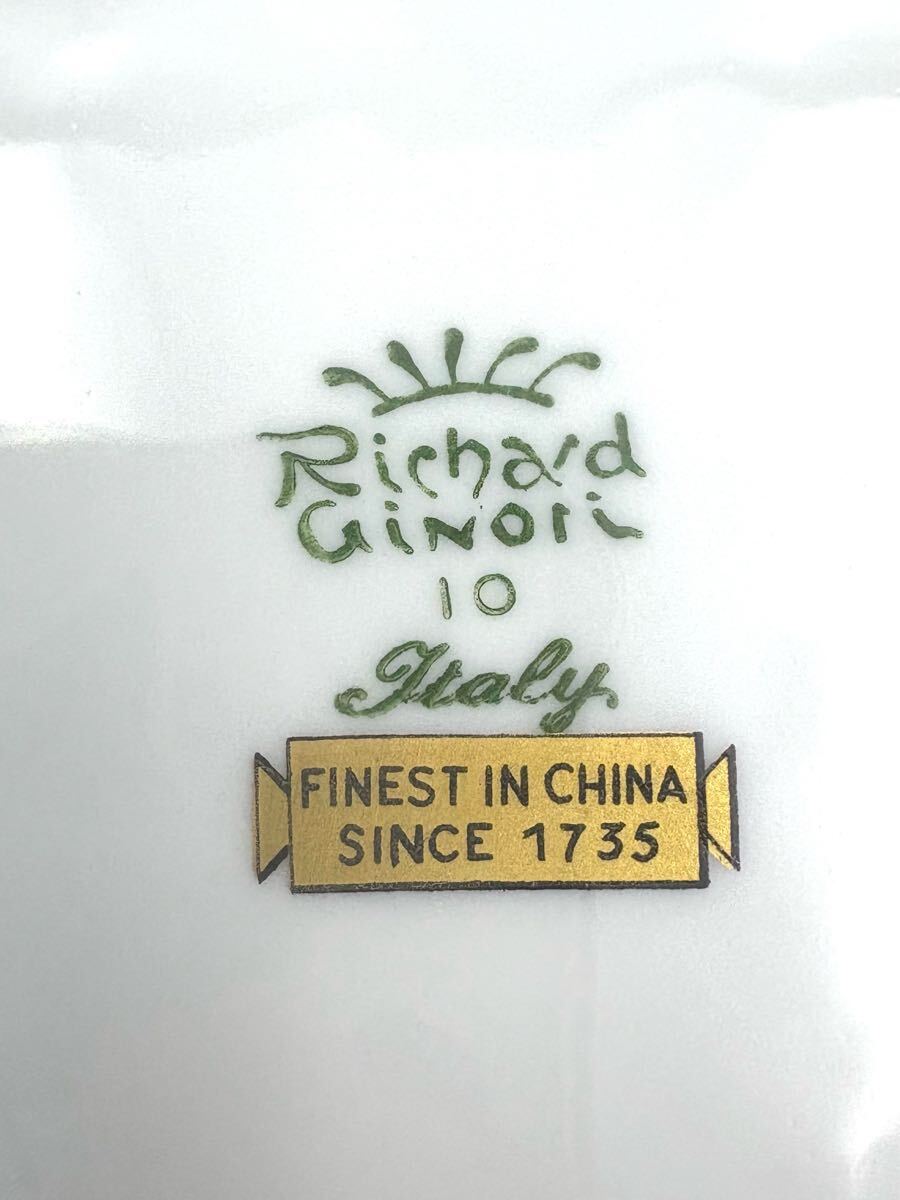 Richard
Ginori
10
Italy
FINEST IN CHINA
SINCE 1735